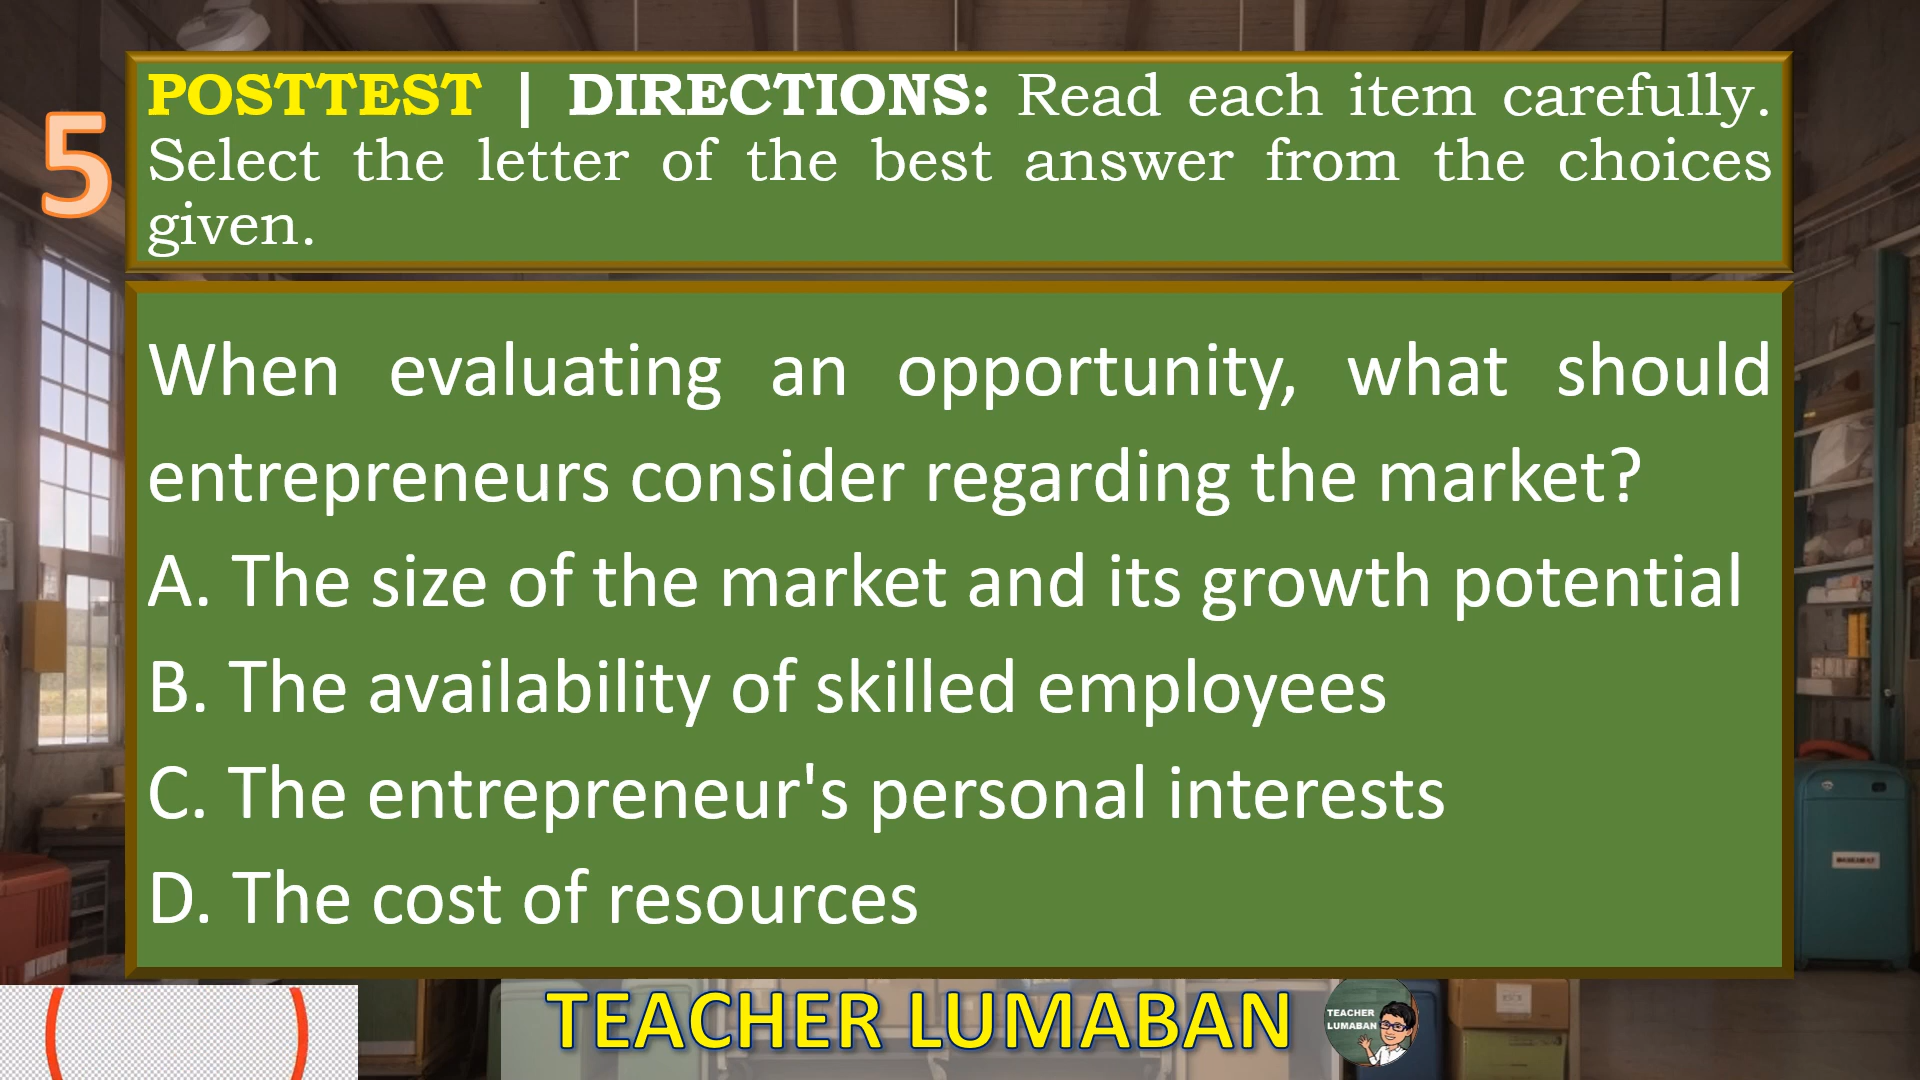 5
POSTTEST | DIRECTIONS: Read each item carefully.
Select the letter of the best answer from the choices
given.
When evaluating an opportunity, what should
entrepreneurs consider regarding the market?
A. The size of the market and its growth potential
B. The availability of skilled employees
C. The entrepreneur's personal interests
D. The cost of resources
TEACHER LUMABAN
TEACHER
LUMABAN